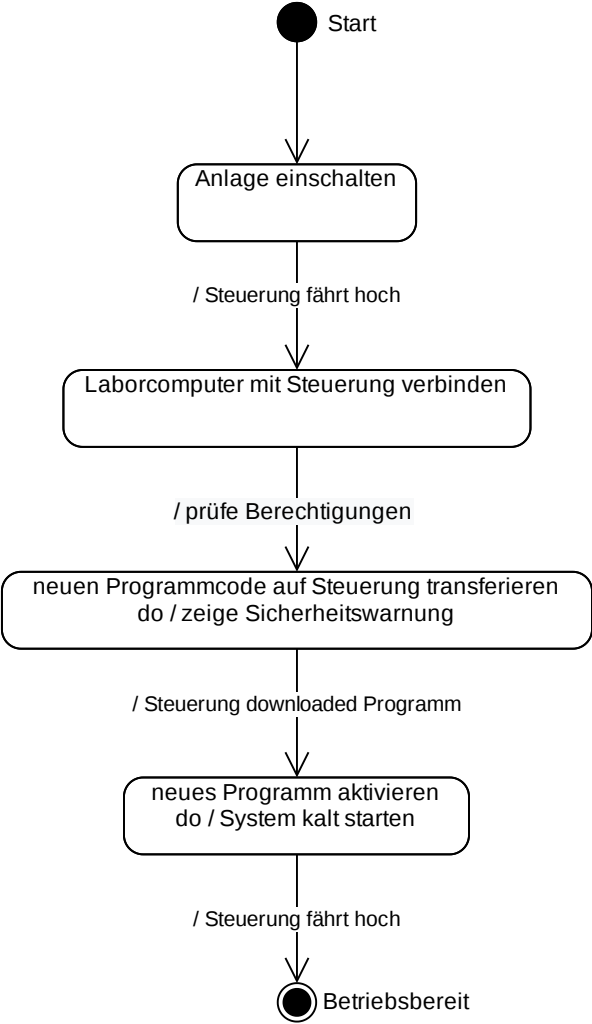 Start
Anlage einschalten
/ Steuerung fährt hoch
Laborcomputer mit Steuerung verbinden
/ prüfe Berechtigungen
neuen Programmcode auf Steuerung transferieren
do / zeige Sicherheitswarnung
/ Steuerung downloaded Programm
neues Programm aktivieren
do / System kalt starten
/ Steuerung fährt hoch
Betriebsbereit